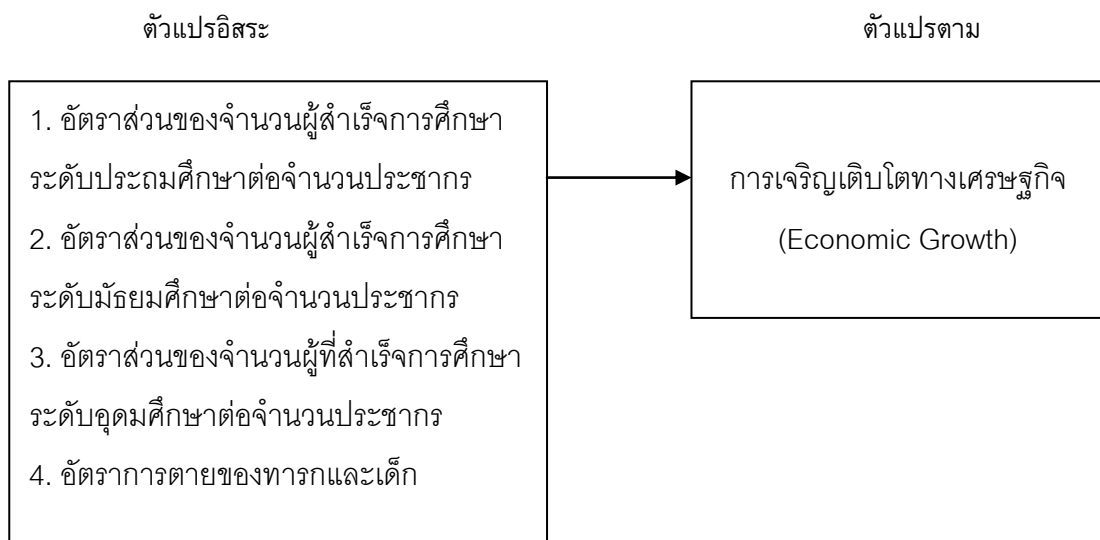 ตัวแปรอิสระ
ตัวแปรตาม
1. อัตราส่วนของจำนวนผู้สำเร็จการศึกษา
ระดับประถมศึกษาต่อจำนวนประชากร
2. อัตราส่วนของจำนวนผู้สำเร็จการศึกษา
ระดับมัธยมศึกษาต่อจำนวนประชากร
3. อัตราส่วนของจำนวนผู้ที่สำเร็จการศึกษา
ระดับอุดมศึกษาต่อจำนวนประชากร
4. อัตราการตายของทารกและเด็ก
การเจริญเติบโตทางเศรษฐกิจ
(Economic Growth)